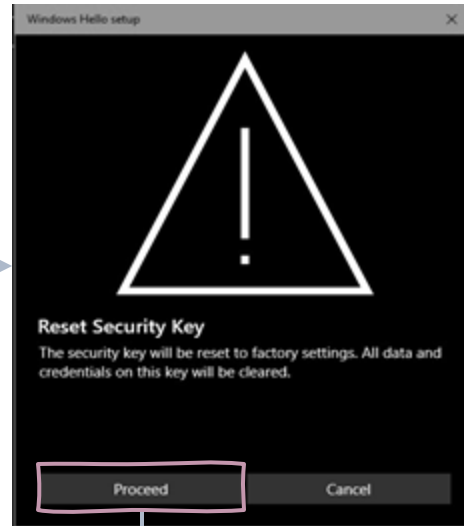 Windows Hello setup
Reset Security Key
The security key will be reset to factory settings. All data and
credentials on this key will be cleared.
Proceed
Cancel